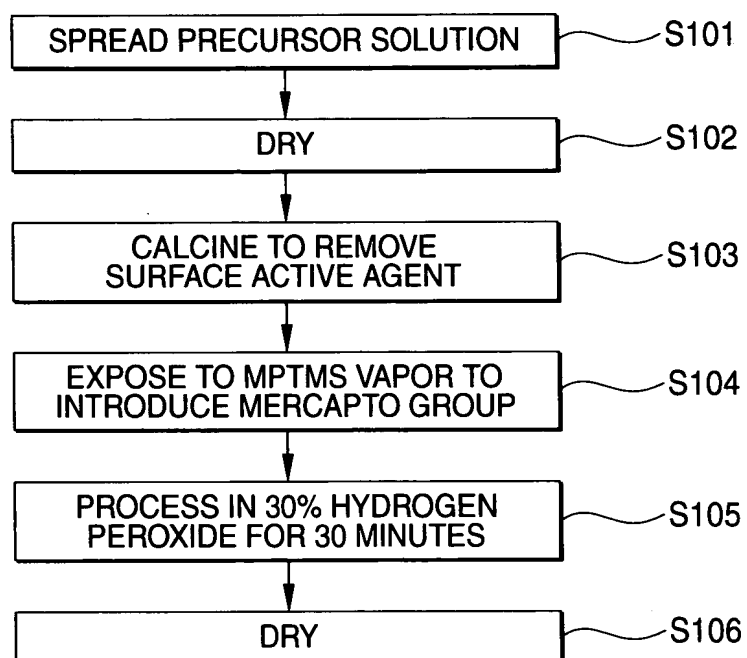 SPREAD PRECURSOR SOLUTION
S101
DRY
S102
CALCINE TO REMOVE
SURFACE ACTIVE AGENT
S103
EXPOSE TO MPTMS VAPOR TO
INTRODUCE MERCAPTO GROUP
S104
PROCESS IN 30% HYDROGEN
PEROXIDE FOR 30 MINUTES
S105
DRY
S106